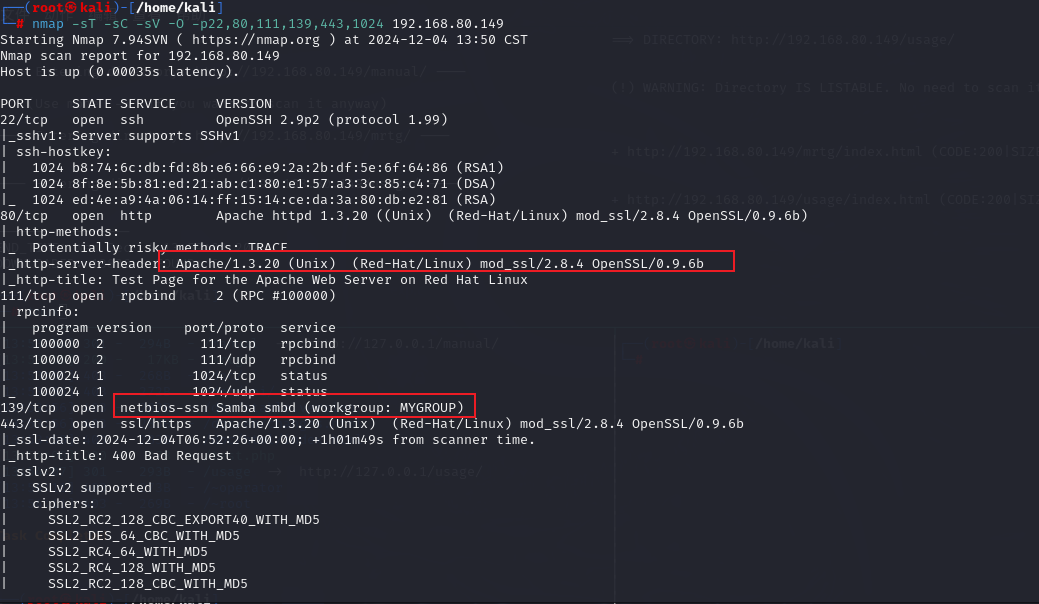 ┌──(root㉿kali)-[/home/kali]
└─# nmap -sT -sC -sV -O -p22,80,111,139,443,1024 192.168.80.149
Starting Nmap 7.94SVN ( https://nmap.org ) at 2024-12-04 13:50 CST
Nmap scan report for 192.168.80.149
Host is up (0.00035s latency).

PORT     STATE SERVICE     VERSION
22/tcp   open  ssh         OpenSSH 2.9p2 (protocol 1.99)
|_sshv1: Server supports SSHv1
| ssh-hostkey:
|   1024 b8:74:6c:db:fd:8b:e6:66:e9:2a:2b:df:5e:6f:64:86 (RSA1)
|   1024 8f:8e:5b:81:ed:21:ab:c1:80:e1:57:a3:3c:85:c4:71 (DSA)
|_  1024 ed:4e:a9:4a:06:14:ff:15:14:ce:da:3a:80:db:e2:81 (RSA)
80/tcp   open  http        Apache httpd 1.3.20 ((Unix)  (Red-Hat/Linux) mod_ssl/2.8.4 OpenSSL/0.9.6b)
| http-methods:
|_  Potentially risky methods: TRACE
|_http-server-header: Apache/1.3.20 (Unix)  (Red-Hat/Linux) mod_ssl/2.8.4 OpenSSL/0.9.6b
|_http-title: Test Page for the Apache Web Server on Red Hat Linux
111/tcp  open  rpcbind     2 (RPC #100000)
| rpcinfo:
|   program version    port/proto  service
|   100000  2            111/tcp   rpcbind
|   100000  2            111/udp   rpcbind
|   100024  1           1024/tcp   status
|_  100024  1           1024/udp   status
139/tcp  open  netbios-ssn Samba smbd (workgroup: MYGROUP)
443/tcp  open  ssl/https   Apache/1.3.20 (Unix)  (Red-Hat/Linux) mod_ssl/2.8.4 OpenSSL/0.9.6b
|_ssl-date: 2024-12-04T06:52:26+00:00; +1h01m49s from scanner time.
|_http-title: 400 Bad Request
| sslv2:
|   SSLv2 supported
|   ciphers:
|     SSL2_RC2_128_CBC_EXPORT40_WITH_MD5
|     SSL2_DES_64_CBC_WITH_MD5
|     SSL2_RC4_64_WITH_MD5
|     SSL2_RC4_128_WITH_MD5
|     SSL2_RC2_128_CBC_WITH_MD5